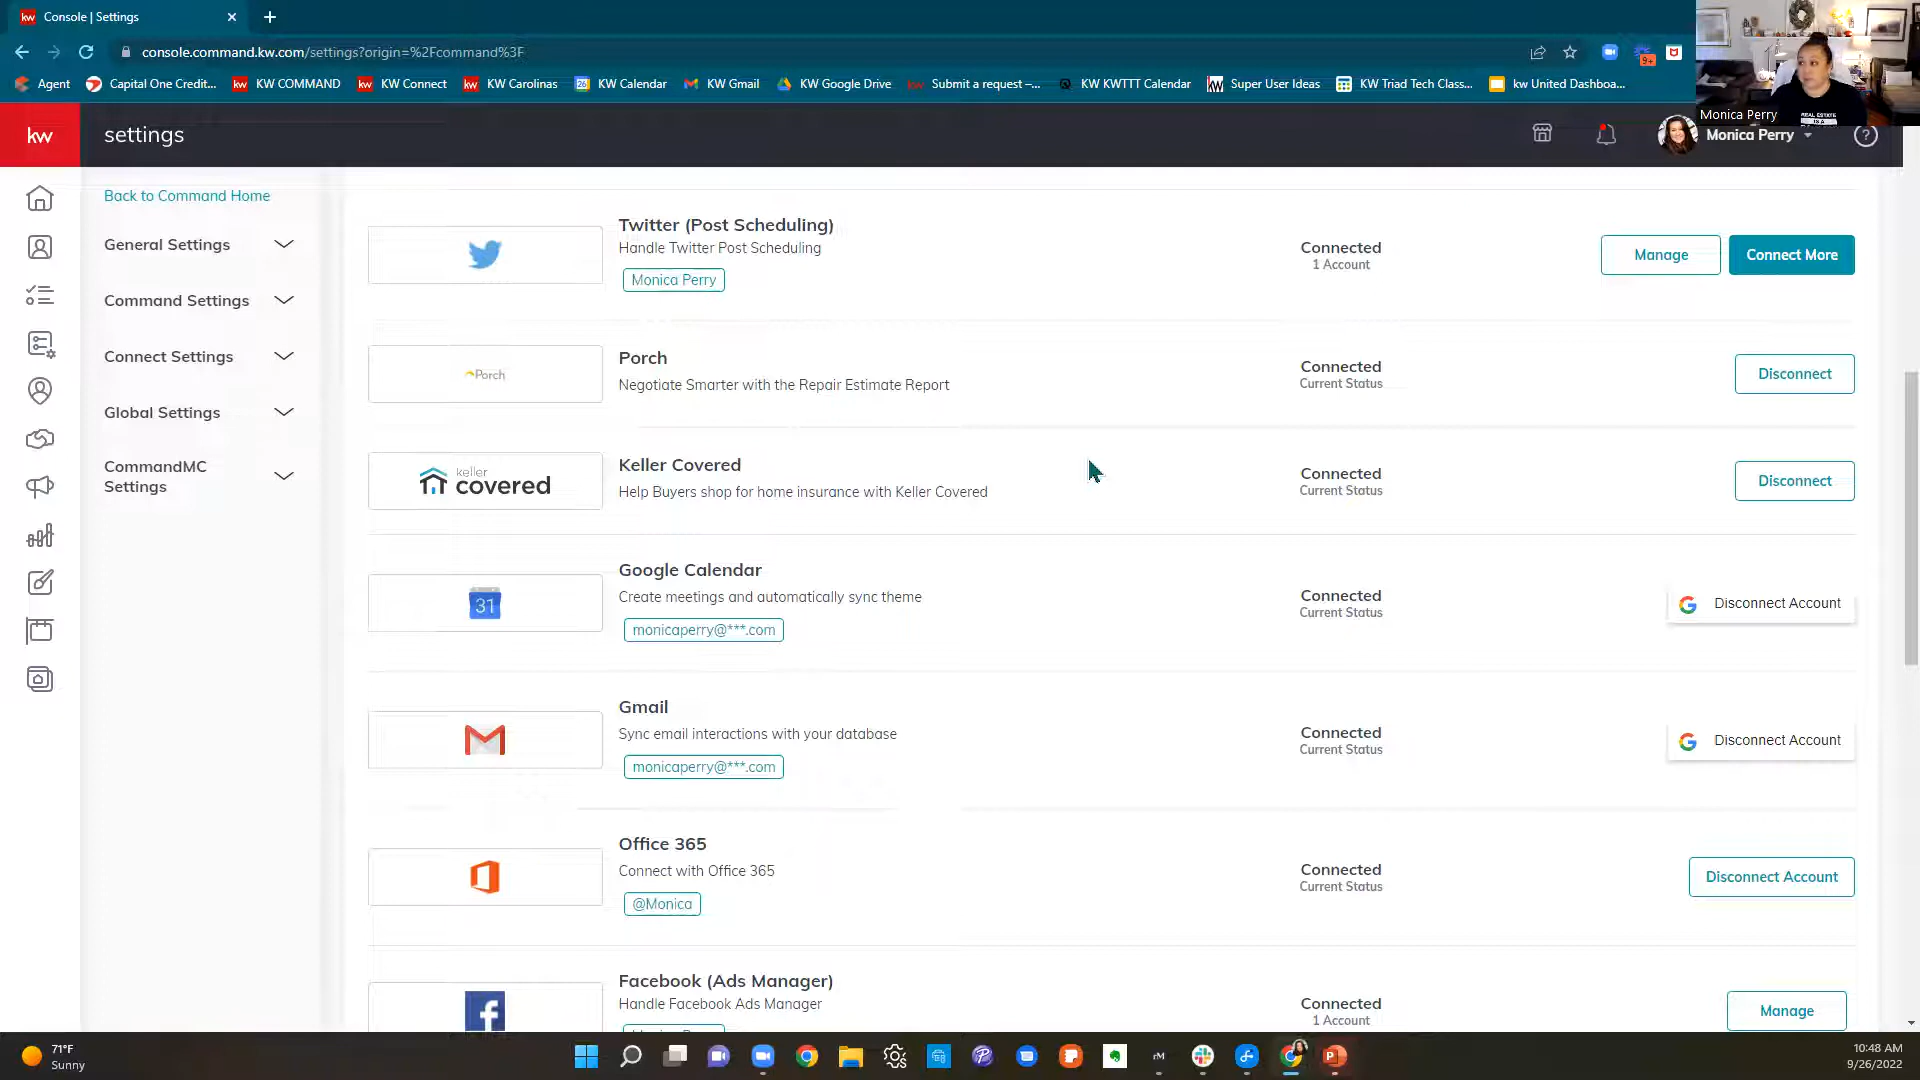 Console | Settings
console.command.kw.com/settings?origin=%2Fcommand%3F
9+
Agent
Capital One Credit...
KW COMMAND
KW Connect
KW Carolinas
KW Calendar
KW Gmail
KW Google Drive
Submit a request –...
KW KWTTT Calendar
Super User Ideas
KW Triad Tech Class...
kw United Dashboa...
Monica Perry
REAL ESTATE
IS A
kw
settings
Monica Perry
Back to Command Home
General Settings
Command Settings
Connect Settings
Global Settings
CommandMC
Settings
Twitter (Post Scheduling)
Handle Twitter Post Scheduling
Monica Perry
Connected
1 Account
Manage
Connect More
Porch
Porch
Negotiate Smarter with the Repair Estimate Report
Connected
Current Status
Disconnect
keller
covered
Keller Covered
Help Buyers shop for home insurance with Keller Covered
Connected
Current Status
Disconnect
31
Google Calendar
Create meetings and automatically sync theme
monicaperry@***.com
Connected
Current Status
Disconnect Account
Gmail
Sync email interactions with your database
monicaperry@***.com
Connected
Current Status
Disconnect Account
Office 365
Connect with Office 365
@Monica
Connected
Current Status
Disconnect Account
Facebook (Ads Manager)
Handle Facebook Ads Manager
Connected
1 Account
Manage
71°F
Sunny
10:48 AM
9/26/2022